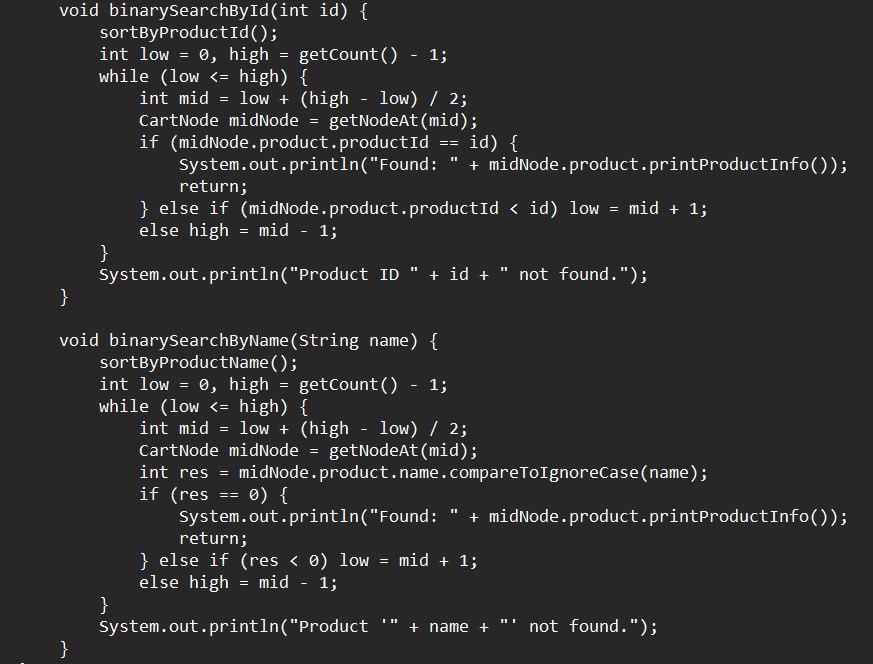 void binarySearchById(int id) {
sortByProductId();
int low = 0, high = getCount() - 1;
while (low <= high) {
int mid = low + (high - low) / 2;
CartNode midNode = getNodeAt(mid);
if (midNode.product.productId == id) {
System.out.println("Found: " + midNode.product.printProductInfo());
return;
} else if (midNode.product.productId < id) low = mid + 1;
else high = mid - 1;
}
System.out.println("Product ID " + id + " not found.");
}
void binarySearchByName(String name) {
sortByProductName();
int low = 0, high = getCount() - 1;
while (low <= high) {
int mid = low + (high - low) / 2;
CartNode midNode = getNodeAt(mid);
int res = midNode.product.name.compareToIgnoreCase(name);
if (res == 0) {
System.out.println("Found: " + midNode.product.printProductInfo());
return;
} else if (res < 0) low = mid + 1;
else high = mid - 1;
}
System.out.println("Product '" + name + "' not found.");
}